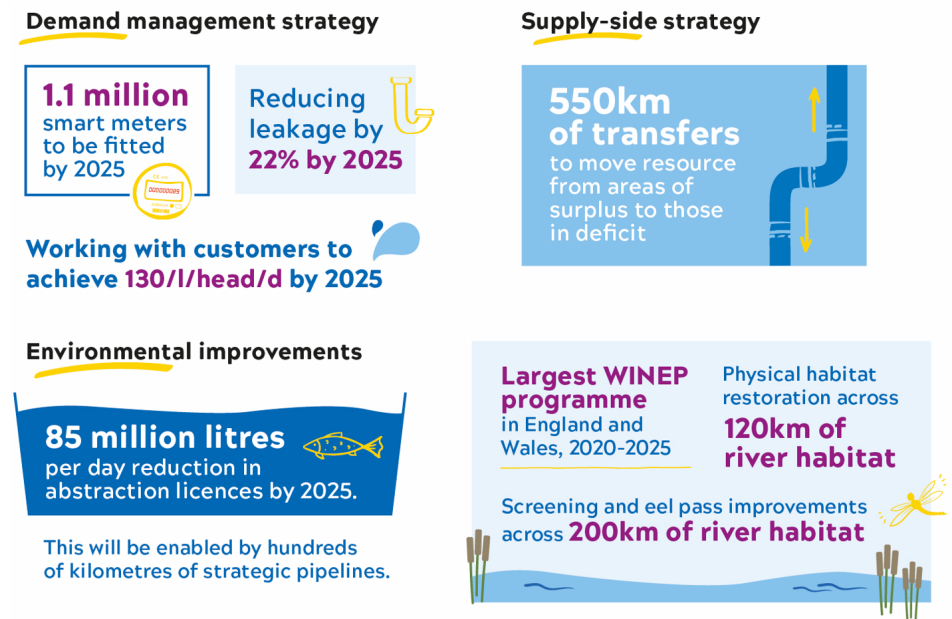 Demand management strategy
1.1 million
smart meters
to be fitted
by 2025
Reducing
leakage by
22% by 2025
Working with customers to
achieve 130/l/head/d by 2025
Supply-side strategy
550km
of transfers
to move resource
from areas of
surplus to those
in deficit
Environmental improvements
85 million litres
per day reduction in
abstraction licences by 2025.
This will be enabled by hundreds
of kilometres of strategic pipelines.
Largest WINEP
programme
in England and
Wales, 2020-2025
Physical habitat
restoration across
120km of
river habitat
Screening and eel pass improvements
across 200km of river habitat